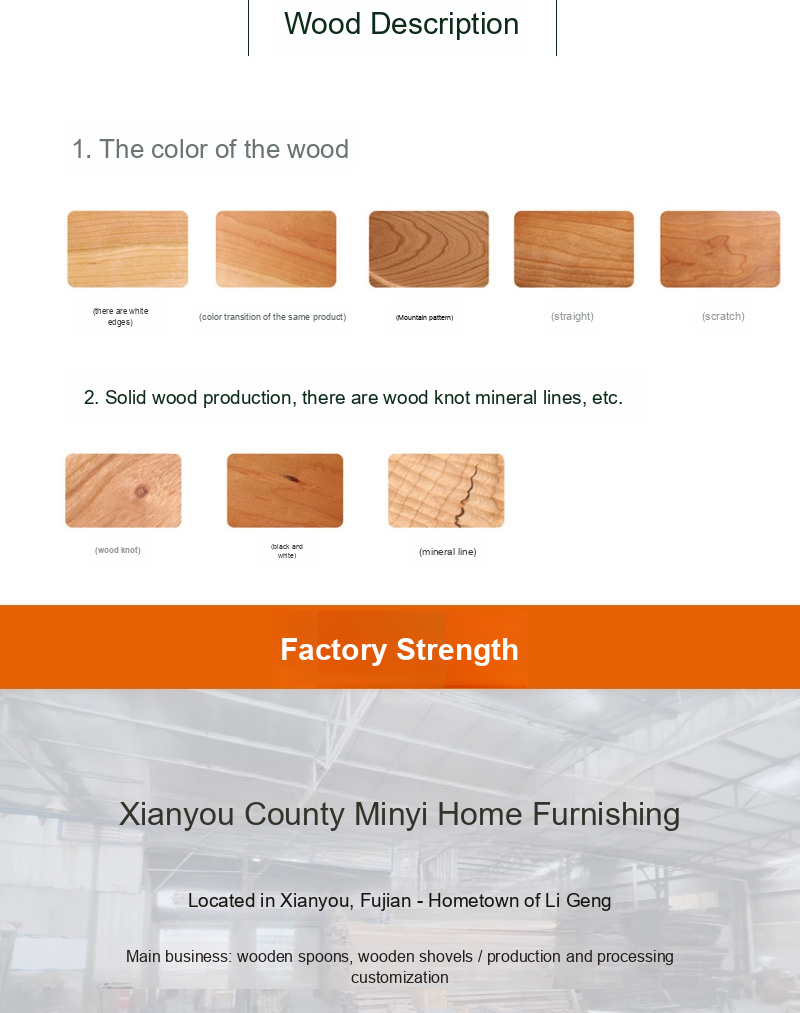 Wood Description
1. The color of the wood
(there are white
edges)
(color transition of the same product)
(Mountain pattern)
(straight)
(scratch)
2. Solid wood production, there are wood knot mineral lines, etc.
(wood knot)
(black and
white)
(mineral line)
Factory Strength
Xianyou County Minyi Home Furnishing
Located in Xianyou, Fujian - Hometown of Li Geng
Main business: wooden spoons, wooden shovels / production and processing
customization